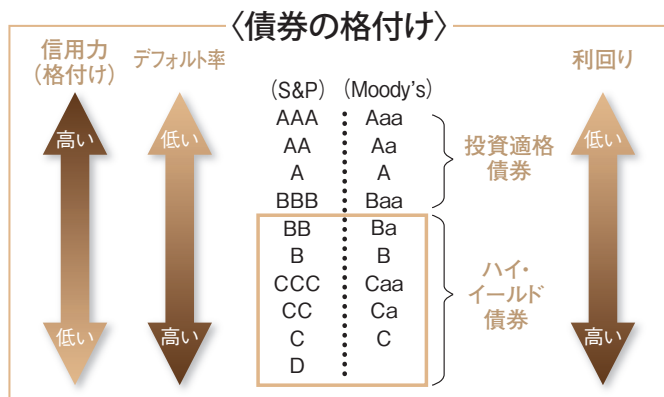 〈債券の格付け〉
信用力
(格付け)
デフォルト率
利回り
(S&P) (Moody's)
高い
低い
低い
AAA Aaa
AA Aa
A A
BBB Baa
投資適格
債券
BB Ba
B B
CCC Caa
CC Ca
C C
D
ハイ・
イールド
債券
低い
高い
高い